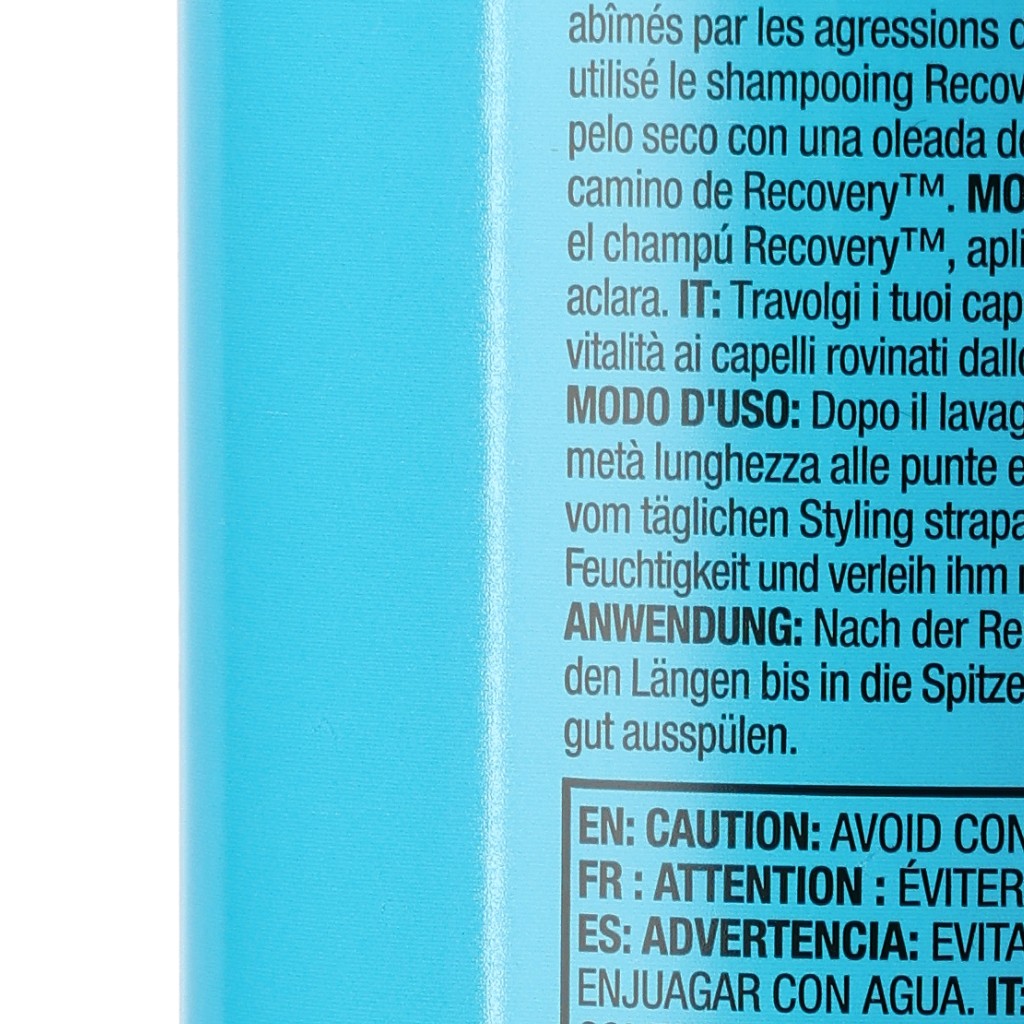 abîmés par les agressions
utilisé le shampooing
pelo seco con una oleada
camino de Recovery™.
el champú Recovery™,
aclara. IT: Travolgi i tuoi
vitalità ai capelli rovinati
MODO D'USO: Dopo il
metà lunghezza alle punte e
vom täglichen Styling
Feuchtigkeit und verleih ihm
ANWENDUNG: Nach der
den Längen bis in die
gut ausspülen.
EN: CAUTION: AVOID
FR : ATTENTION : ÉVITER
ES: ADVERTENCIA:
ENJUAGAR CON AGUA. IT: